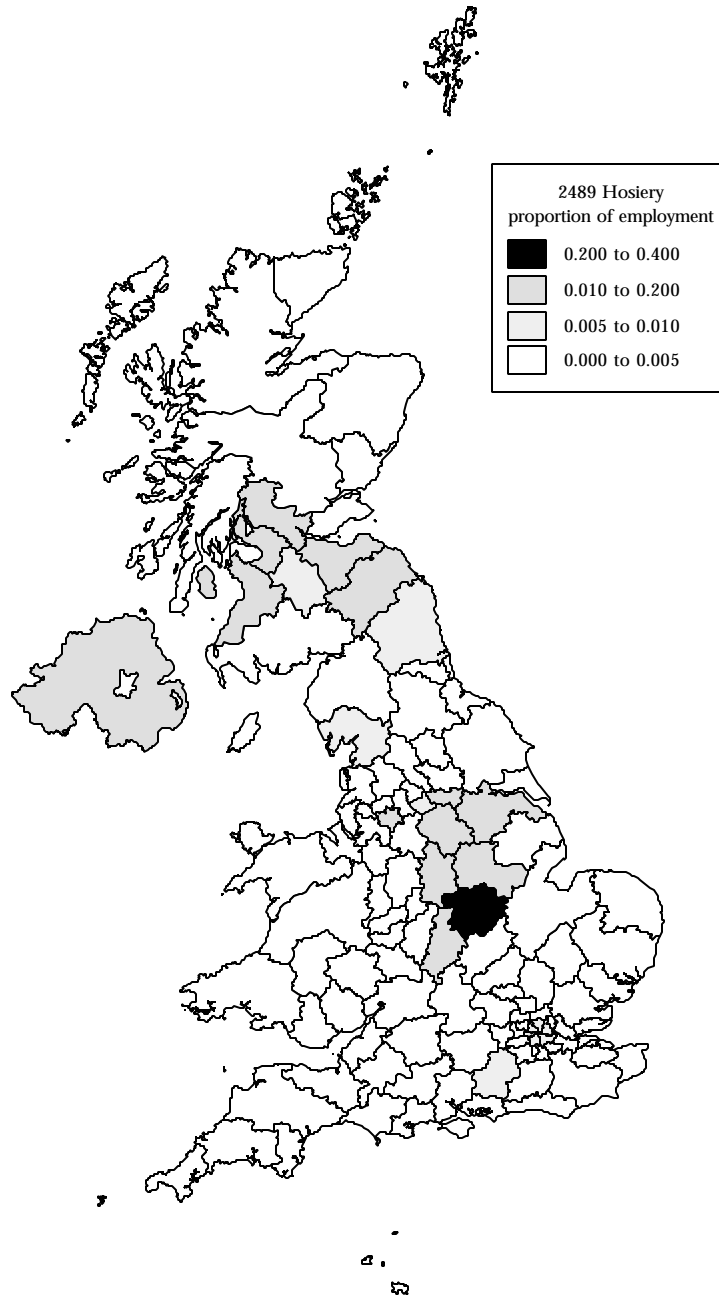 2489 Hosiery
proportion of employment
0.200 to 0.400
0.010 to 0.200
0.005 to 0.010
0.000 to 0.005